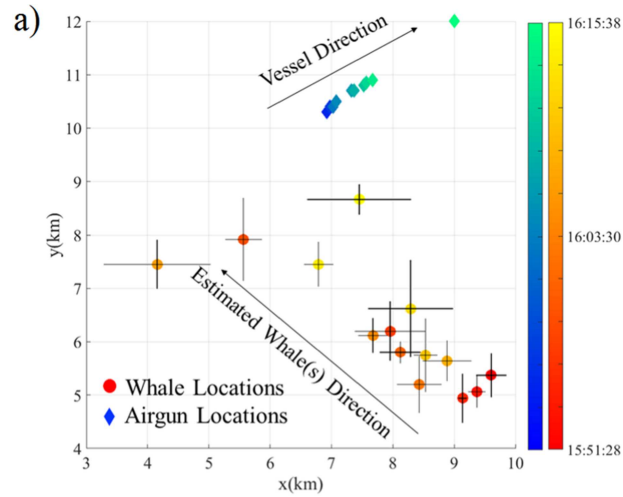 a)
12
11
10
9
8
7
6
5
4
y(km)
3 4 5 6 7 8 9 10
x(km)
Vessel Direction
Estimated Whale(s) Direction
Whale Locations
Airgun Locations
16:15:38
16:03:30
15:51:28